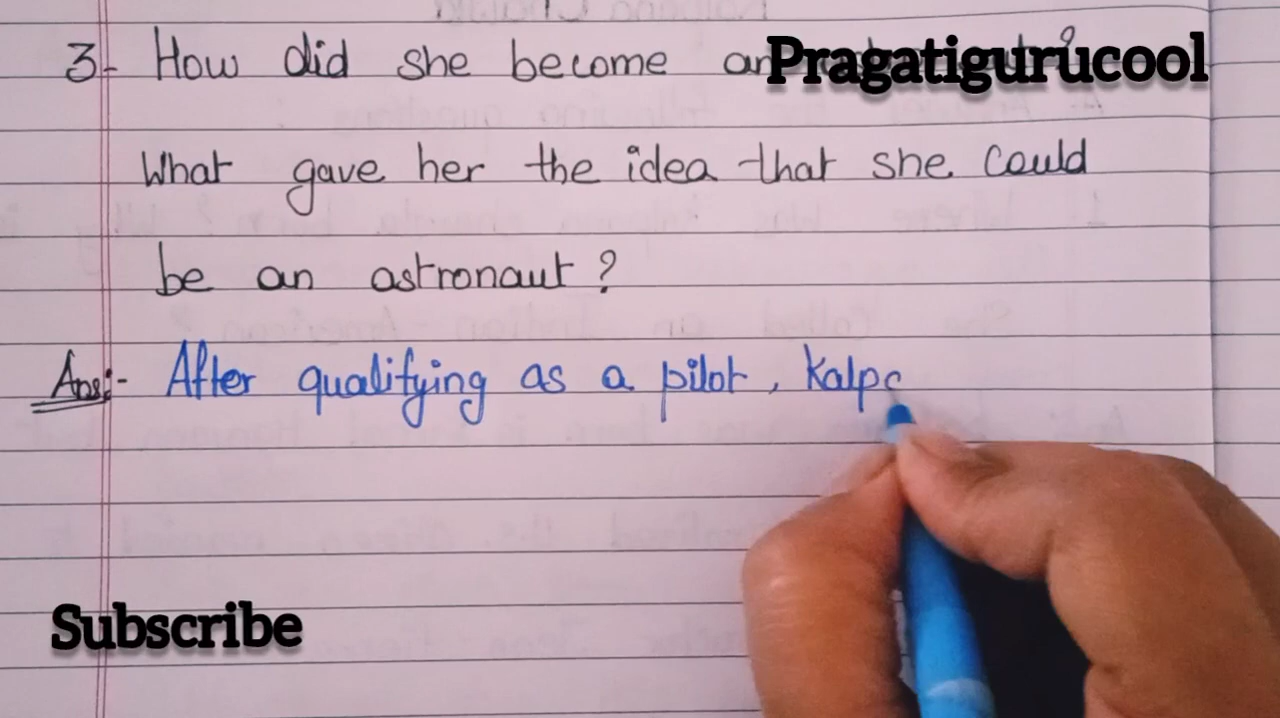 3- How did she become an
Pragatigurucool
What gave her the idea that she could
be an astronaut ?
Ans:- After qualifying as a pilot, Kalpa
Subscribe